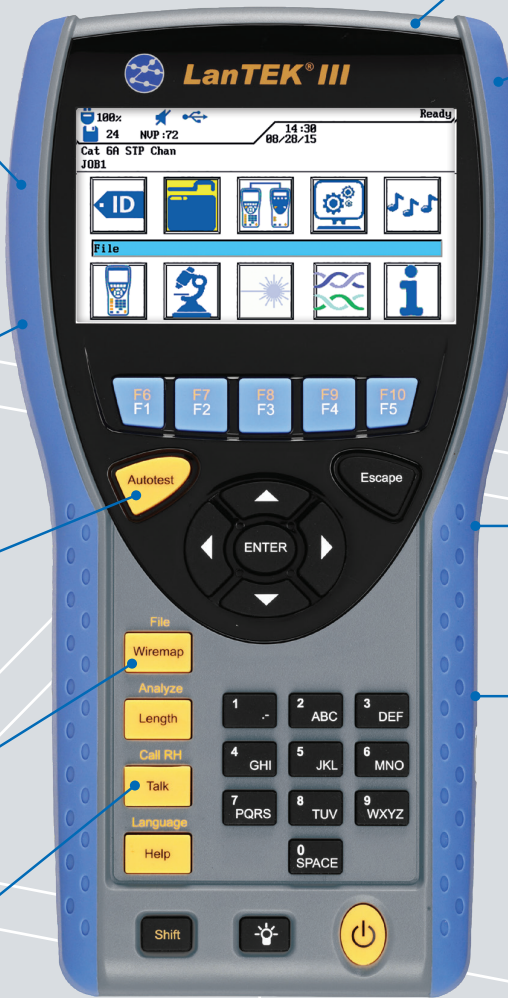 LanTEK® III
100% Ready
24 NVP:72 14:30
08/28/15
Cat 6A STP Chan
JOB1
ID
File
i
F6 F7 F8 F9 F10
F1 F2 F3 F4 F5
Autotest Escape
ENTER
File
Wiremap
Analyze
Length
Call RH
Talk
Language
Help
1 .- 2 ABC 3 DEF
4 GHI 5 JKL 6 MNO
7 PQRS 8 TUV 9 WXYZ
0 SPACE
Shift